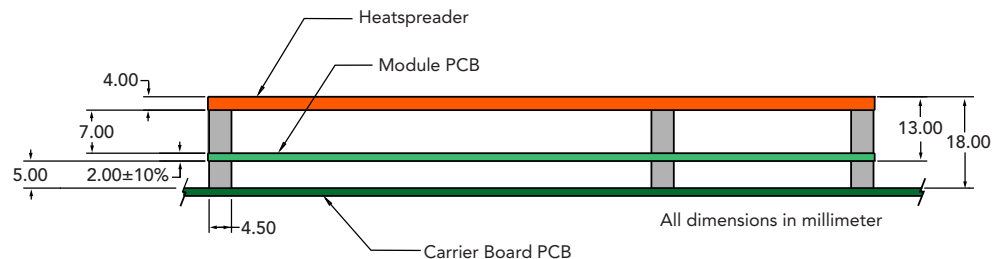 Heatspreader
Module PCB
4.00
7.00
13.00
18.00
5.00
2.00±10%
4.50
All dimensions in millimeter
Carrier Board PCB